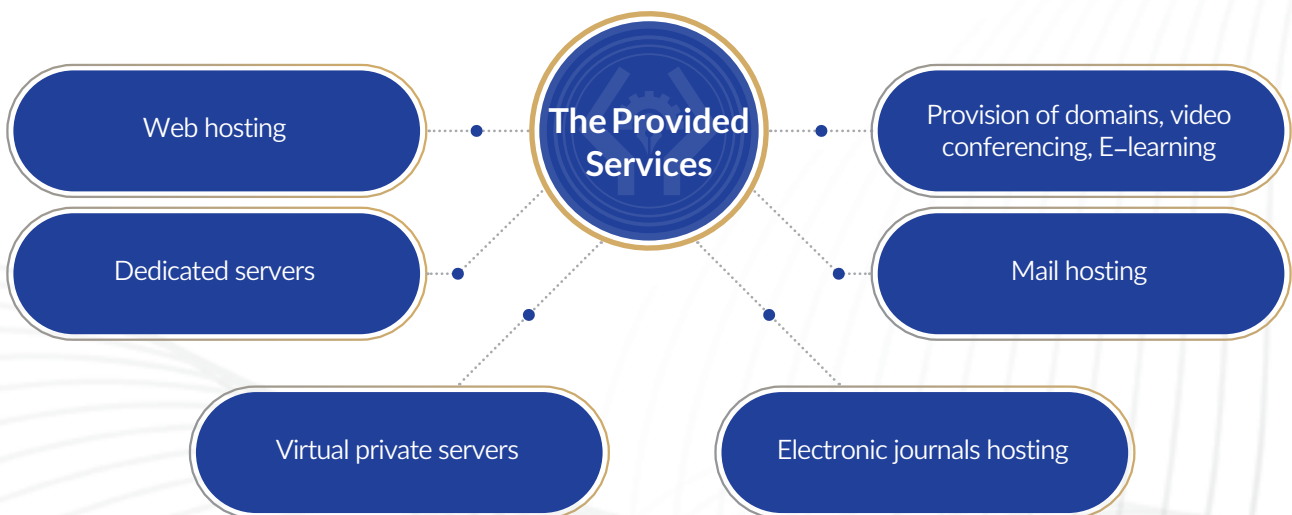 The Provided
Services
Web hosting
Provision of domains, video
conferencing, E-learning
Dedicated servers
Mail hosting
Virtual private servers
Electronic journals hosting